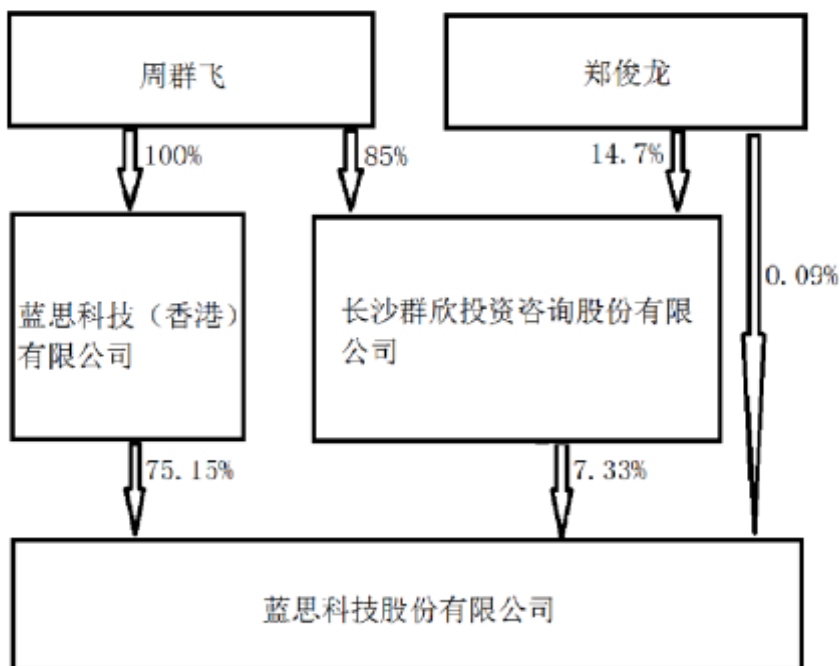 周群飞
郑俊龙
100%
85%
14.7%
0.09%
蓝思科技（香港）
有限公司
长沙群欣投资咨询股份有限
公司
75.15%
7.33%
蓝思科技股份有限公司